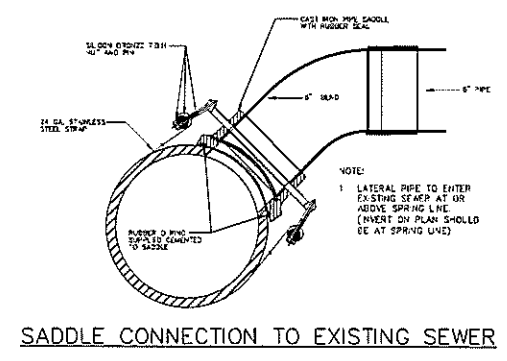 CAST IRON PIPE SADDLE
WITH RUBBER SEAL
SILICON BRONZE
NUT AND PIN
6" BEND
6" PIPE
24 GA. STAINLESS
STEEL STRAP
NOTE:
1 LATERAL PIPE TO ENTER
EXISTING SEWER AT OR
ABOVE SPRING LINE.
(INVERT ON PLAN SHOULD
BE AT SPRING LINE)
RUBBER O RING
SUPPLIED CEMENTED
TO SADDLE
SADDLE CONNECTION TO EXISTING SEWER